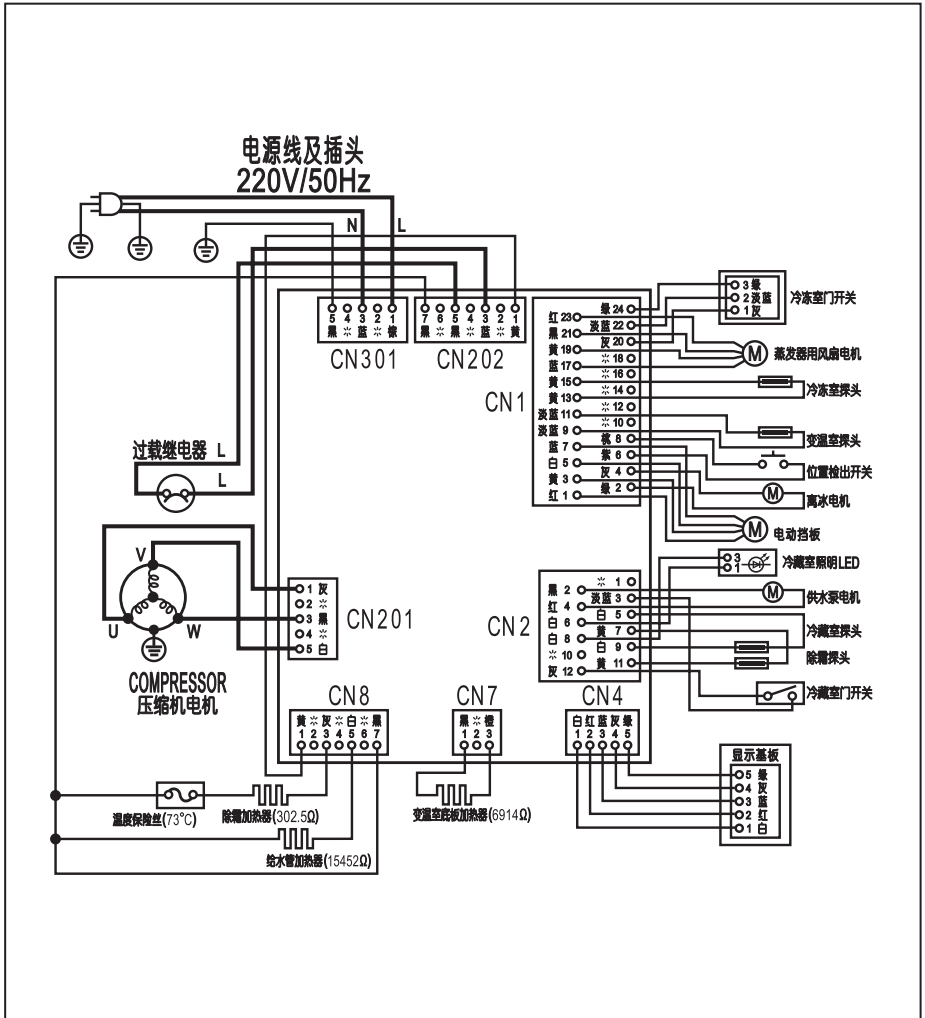 电源线及插头
220V/50Hz
N L
5 4 3 2 1
黑 ※ 蓝 ※ 棕
CN301
7 6 5 4 3 2 1
黑 ※ 黑 ※ 蓝 ※ 黄
CN202
CN1
绿 24
红 23
淡蓝 22
黑 21
灰 20
黄 19
※ 18
蓝 17
※ 16
黄 15
※ 14
黄 13
※ 12
淡蓝 11
※ 10
淡蓝 9
桃 8
蓝 7
紫 6
白 5
灰 4
黄 3
绿 2
红 1
3 绿
2 淡蓝
1 灰
冷冻室门开关
M
蒸发器用风扇电机
冷冻室探头
变温室探头
位置检出开关
M
离冰电机
M
电动挡板
过载继电器 L
L
V
U W
COMPRESSOR
压缩机电机
1 灰
2 ※
3 黑
4 ※
5 白
CN201
CN2
※ 1
黑 2
淡蓝 3
红 4
白 5
白 6
黄 7
白 8
白 9
※ 10
黄 11
灰 12
3
1
冷藏室照明LED
M
供水泵电机
冷藏室探头
除霜探头
冷藏室门开关
CN8
黄 ※ 灰 ※ 白 ※ 黑
1 2 3 4 5 6 7
CN7
黑 ※ 橙
1 2 3
CN4
白 红 蓝 灰 绿
1 2 3 4 5
显示基板
5 绿
4 灰
3 蓝
2 红
1 白
温度保险丝(73°C)
除霜加热器(302.5Ω)
变温室底板加热器(6914Ω)
给水管加热器(15452Ω)